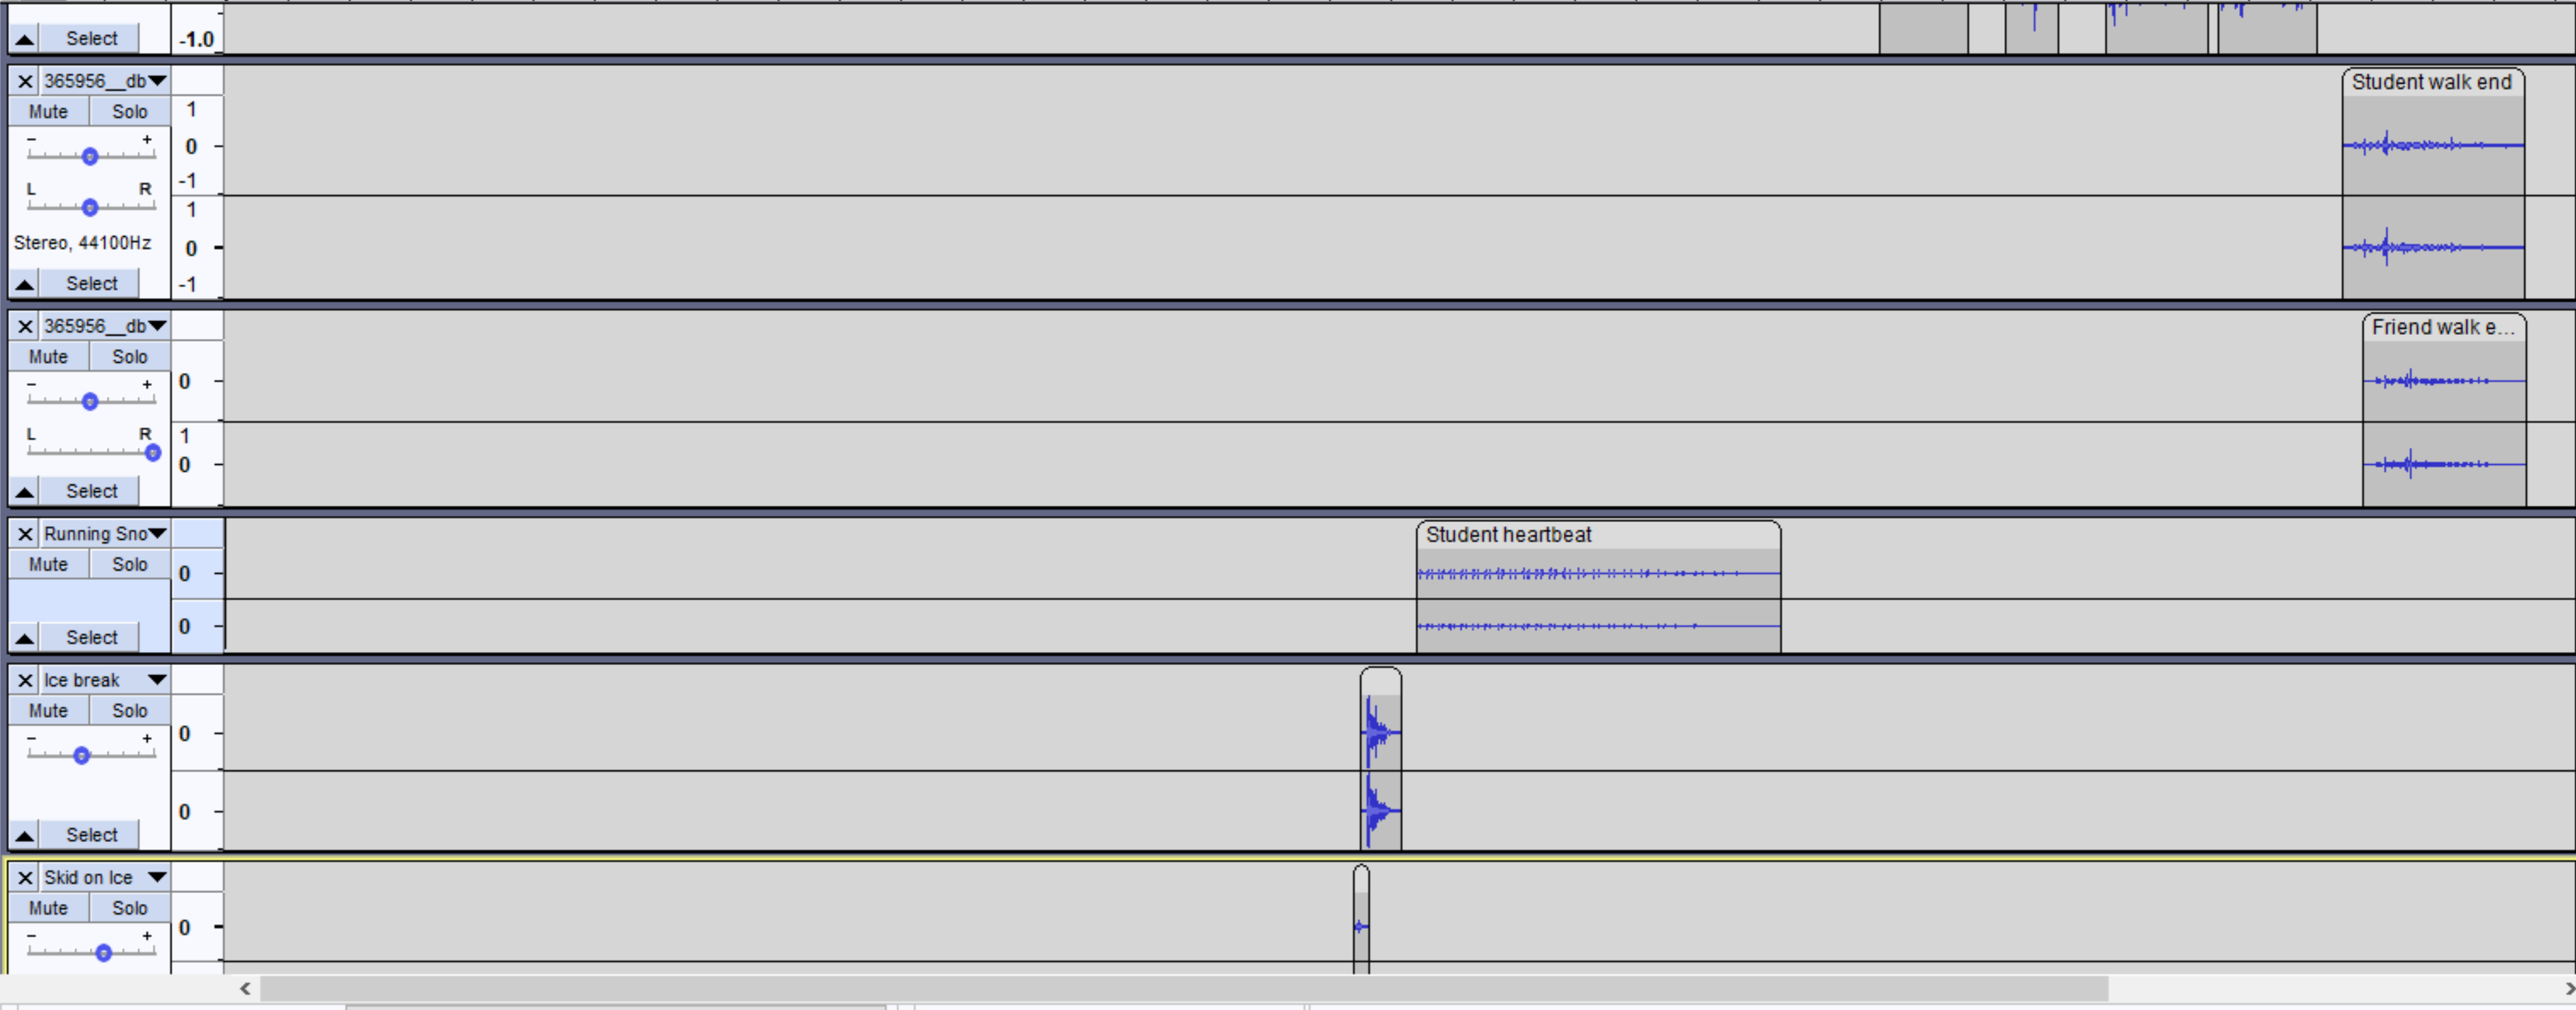 Select -1.0
365956__db Student walk end
Mute Solo 1
- + 0
L R -1
1
Stereo, 44100Hz 0
Select -1
365956__db Friend walk e...
Mute Solo
- + 0
L R 1
0
Select
Running Sno Student heartbeat
Mute Solo 0
Select 0
Ice break
Mute Solo
- + 0
0
Select
Skid on Ice
Mute Solo 0
- +